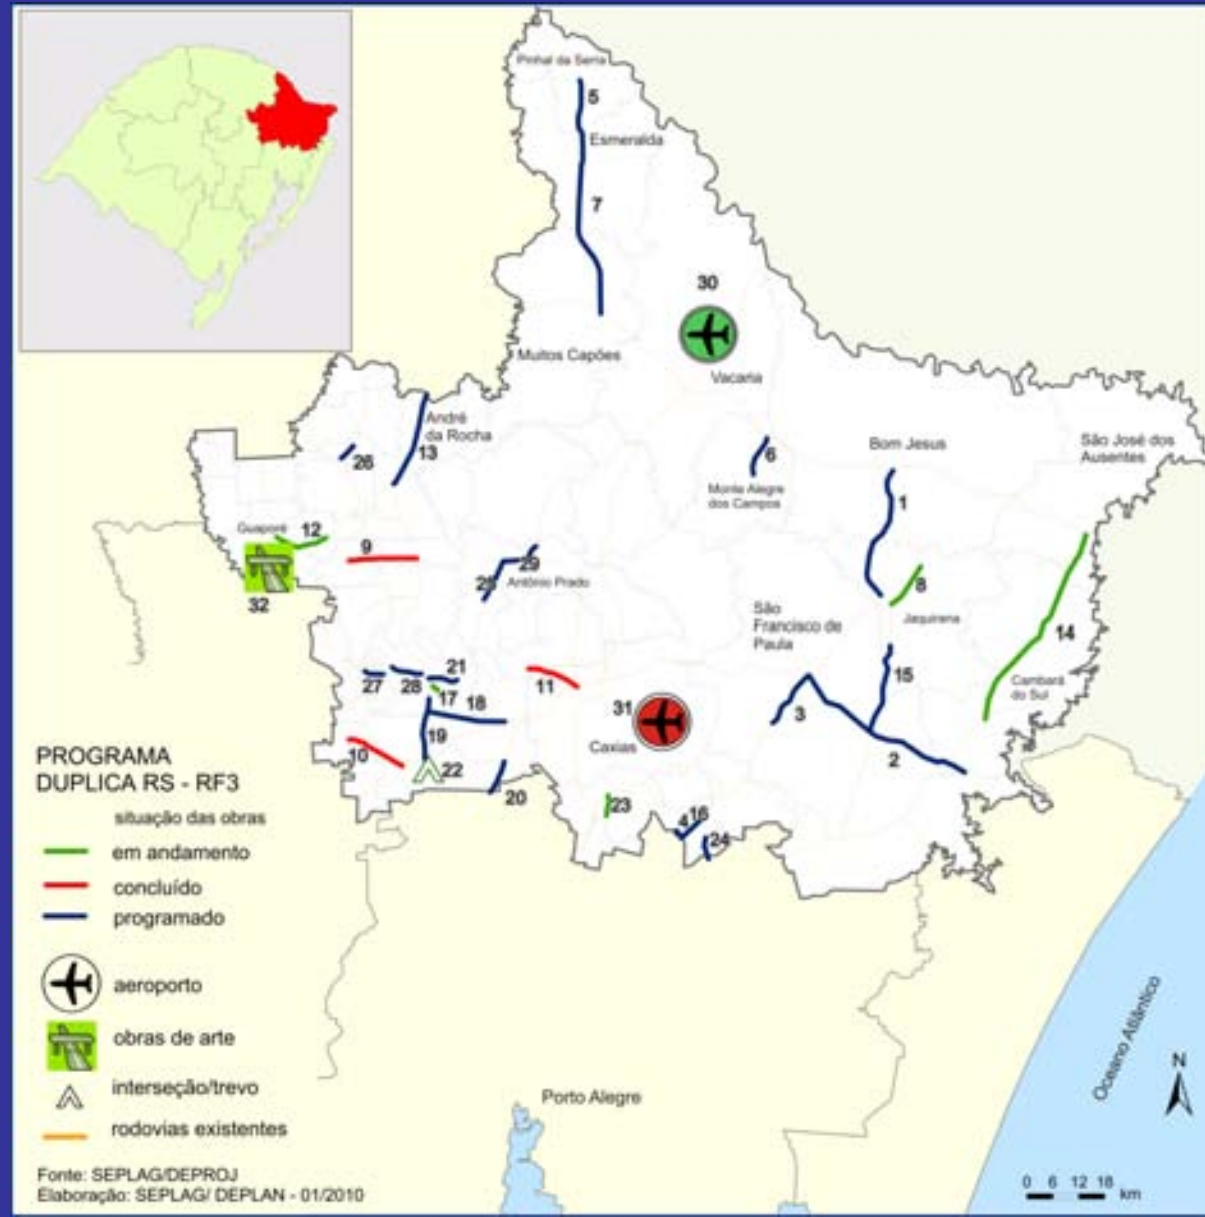 Pinhal da Serra
5
Esmeralda
7
30
Muitos Capões
Vacaria
André
da Rocha
13
26
6
Monte Alegre
dos Campos
Bom Jesus
São José dos
Ausentes
1
Guaporé
12
9
32
29
25
Antônio Prado
8
Jaquirana
São
Francisco de
Paula
14
Cambará
do Sul
15
21
27
28
17
18
11
31
Caxias
3
2
19
10
22
20
23
4
16
24
PROGRAMA
DUPLICA RS - RF3
situação das obras
em andamento
concluído
programado
aeroporto
obras de arte
interseção/trevo
rodovias existentes
Porto Alegre
Oceano Atlântico
N
0 6 12 18
km
Fonte: SEPLAG/DEPROJ
Elaboração: SEPLAG/ DEPLAN - 01/2010